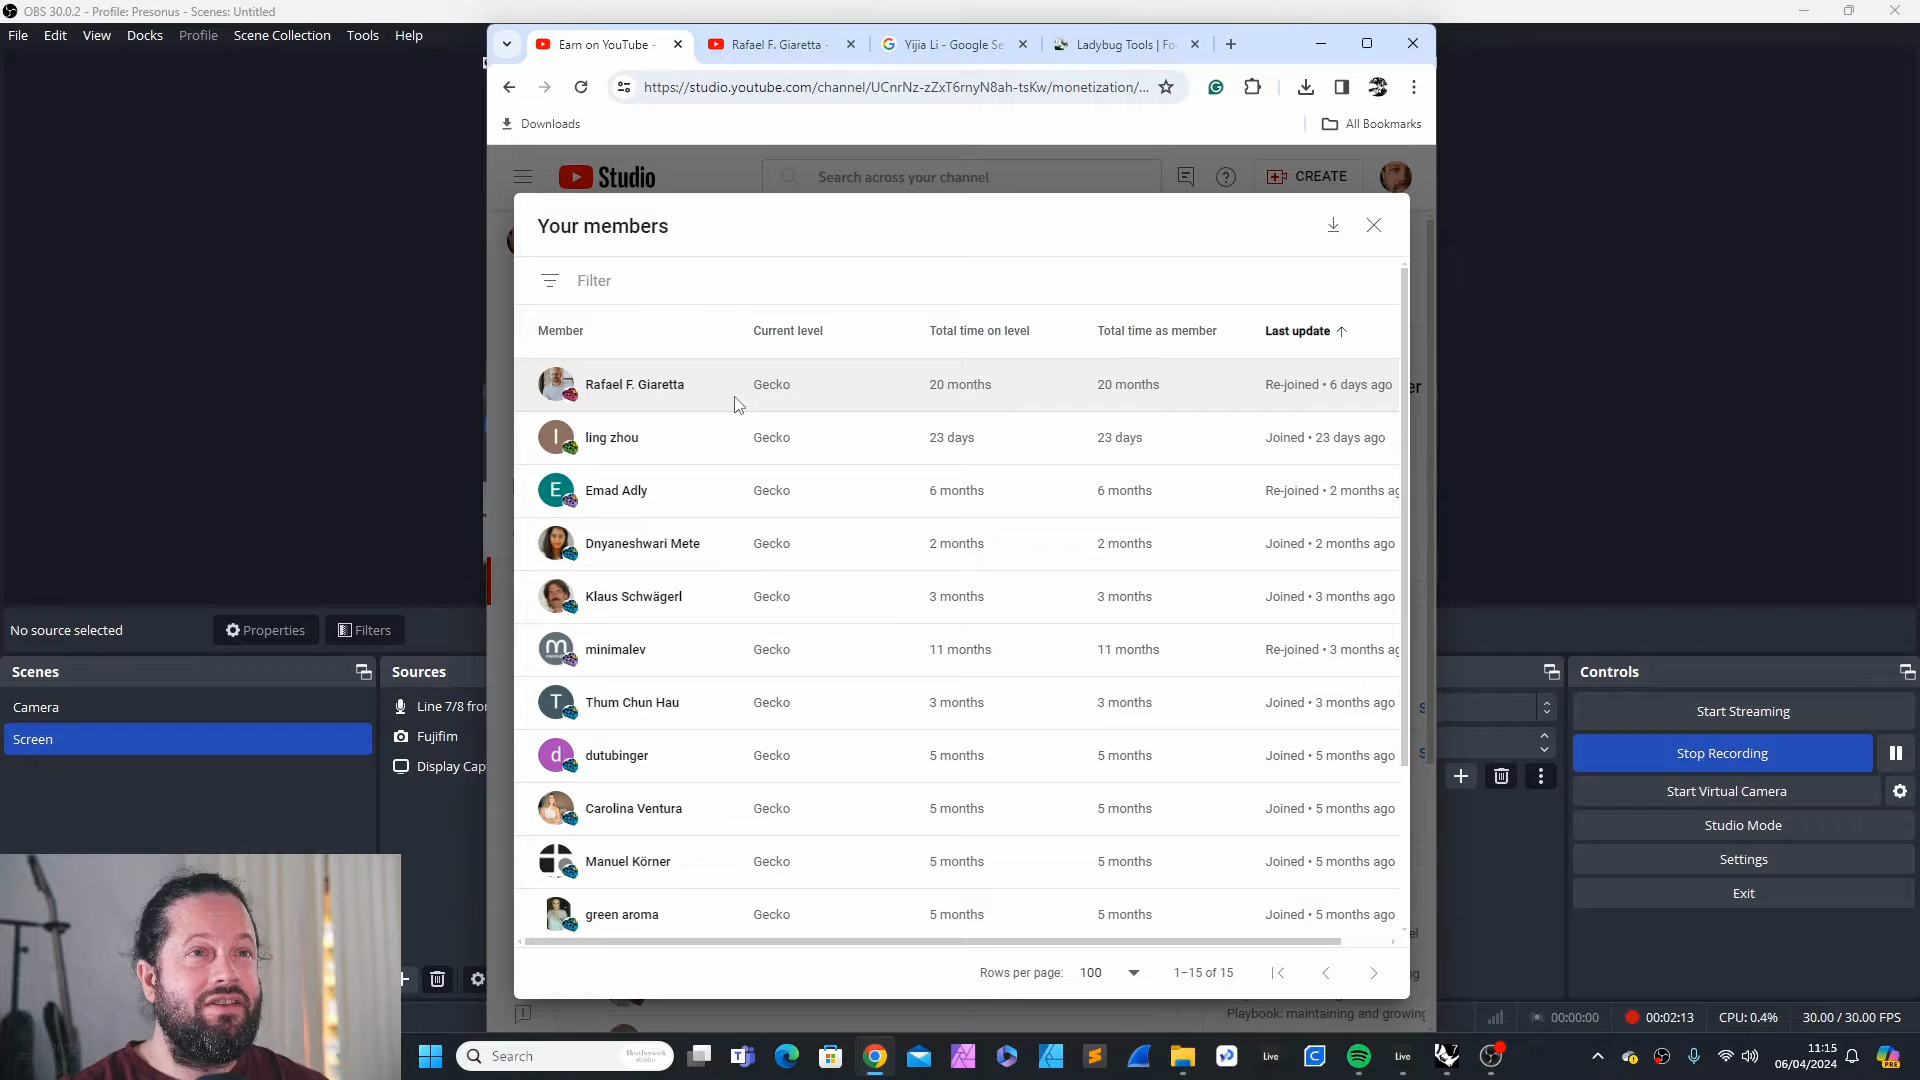 OBS 30.0.2 - Profile: Presonus - Scenes: Untitled
File Edit View Docks Profile Scene Collection Tools Help
Earn on YouTube - Rafael F. Giaretta - Yijia Li - Google Se Ladybug Tools | Fo
https://studio.youtube.com/channel/UCnrNz-zZxT6rnyN8ah-tsKw/monetization/...
Downloads All Bookmarks
Studio Search across your channel CREATE
Your members
Filter
Member Current level Total time on level Total time as member Last update
Rafael F. Giaretta Gecko 20 months 20 months Re-joined • 6 days ago
ling zhou Gecko 23 days 23 days Joined • 23 days ago
Emad Adly Gecko 6 months 6 months Re-joined • 2 months ag
Dnyaneshwari Mete Gecko 2 months 2 months Joined • 2 months ago
Klaus Schwägerl Gecko 3 months 3 months Joined • 3 months ago
minimalev Gecko 11 months 11 months Re-joined • 3 months ag
Thum Chun Hau Gecko 3 months 3 months Joined • 3 months ago
dutubinger Gecko 5 months 5 months Joined • 5 months ago
Carolina Ventura Gecko 5 months 5 months Joined • 5 months ago
Manuel Körner Gecko 5 months 5 months Joined • 5 months ago
green aroma Gecko 5 months 5 months Joined • 5 months ago
Rows per page: 100 1–15 of 15
Playbook: maintaining and growing
No source selected Properties Filters
Scenes
Camera
Screen
Sources
Line 7/8 fro
Fujifim
Display Cap
Controls
Start Streaming
Stop Recording
Start Virtual Camera
Studio Mode
Settings
Exit
00:00:00 00:02:13 CPU: 0.4% 30.00 / 30.00 FPS
Search Heatherwick studio Live Live
11:15
06/04/2024
PRE